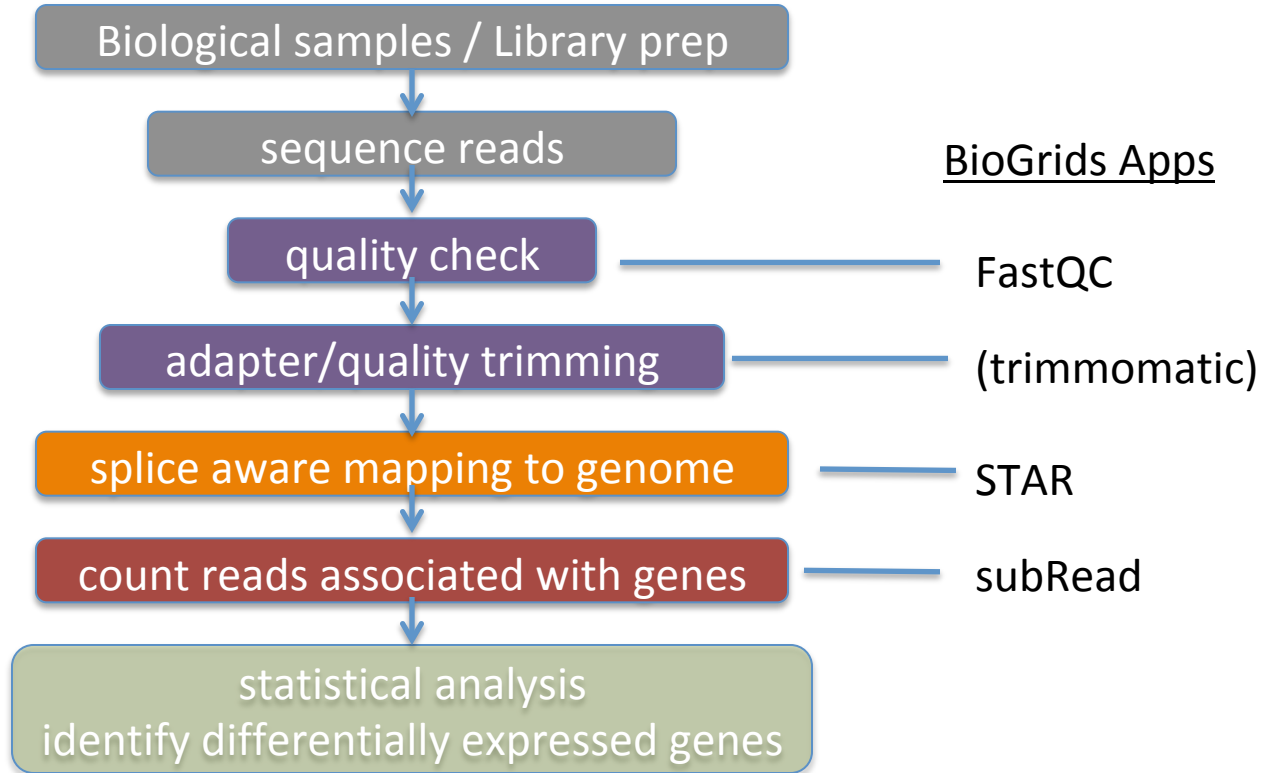 Biological samples / Library prep
sequence reads
BioGrids Apps
quality check
FastQC
adapter/quality trimming
(trimmomatic)
splice aware mapping to genome
STAR
count reads associated with genes
subRead
statistical analysis
identify differentially expressed genes